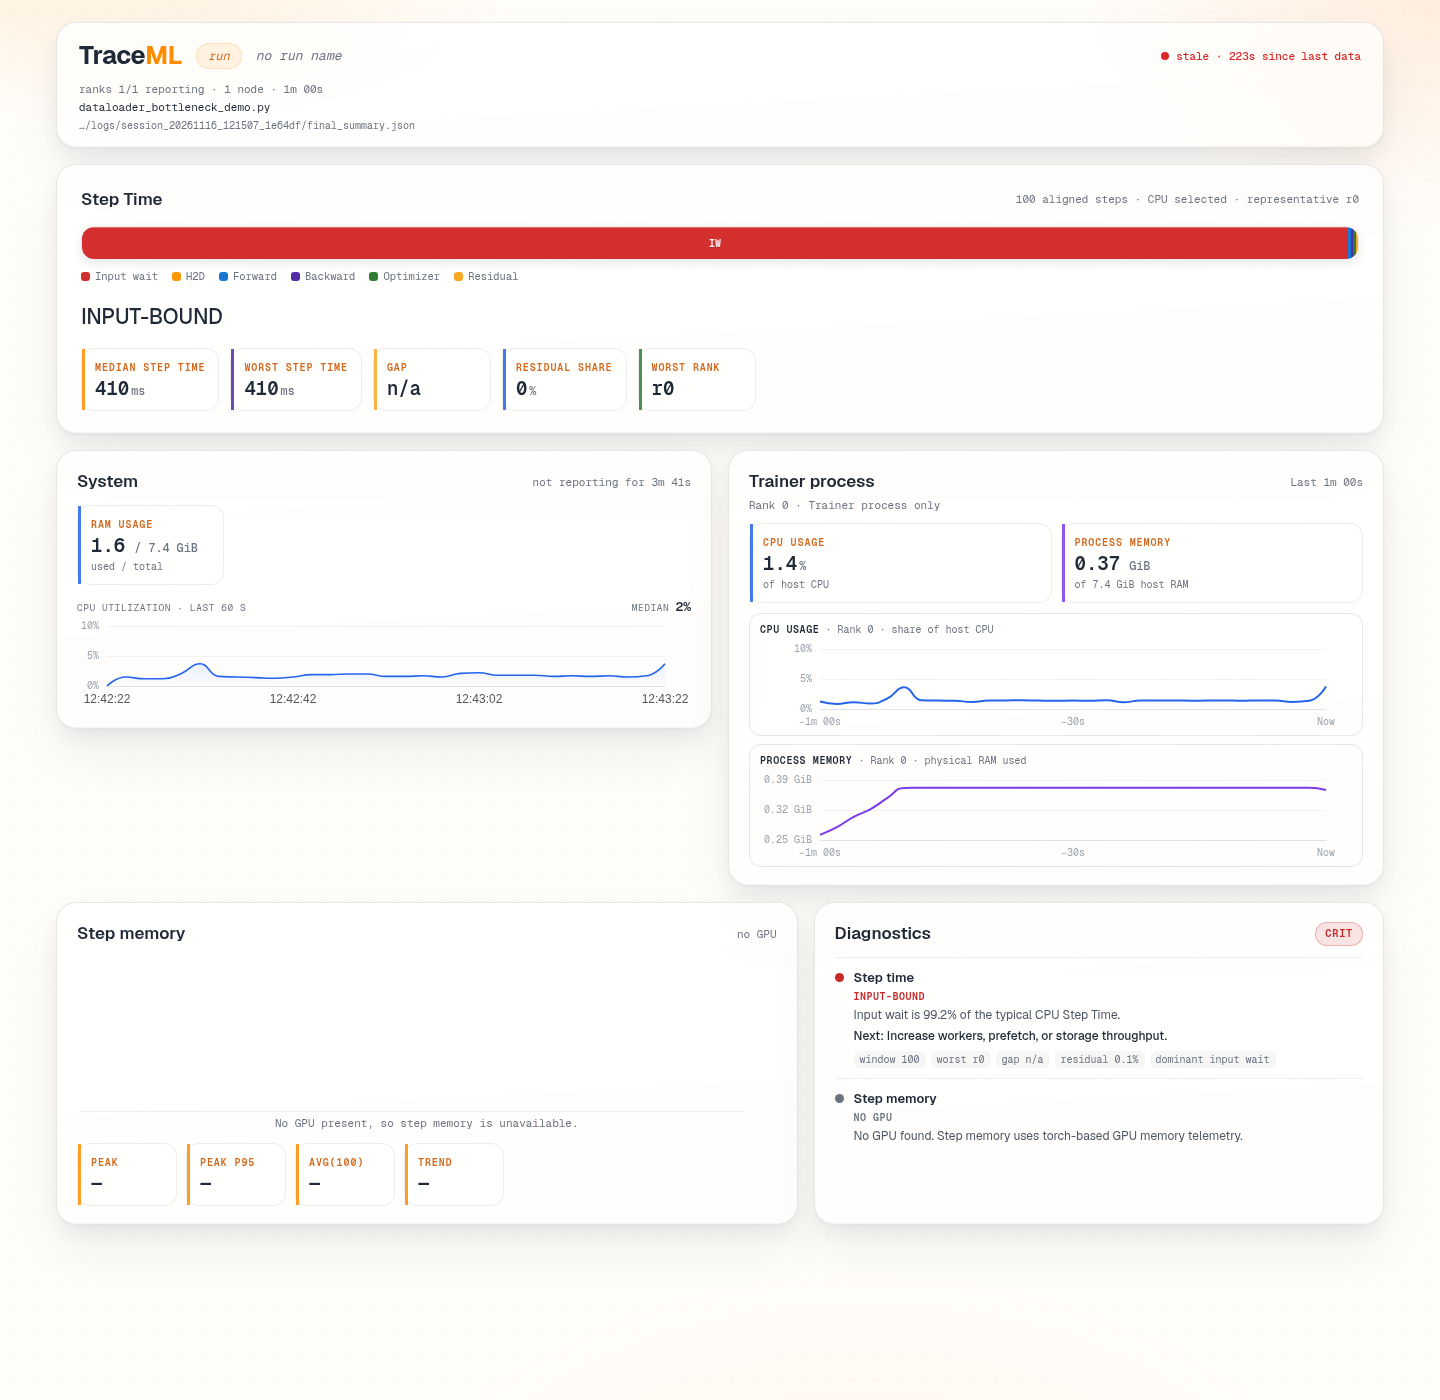 TraceML run no run name
stale · 223s since last data
ranks 1/1 reporting · 1 node · 1m 00s
dataloader_bottleneck_demo.py
…/logs/session_20261116_121507_1e64df/final_summary.json
Step Time
100 aligned steps · CPU selected · representative r0
IW
Input wait H2D Forward Backward Optimizer Residual
INPUT-BOUND
MEDIAN STEP TIME
410ms
WORST STEP TIME
410ms
GAP
n/a
RESIDUAL SHARE
0%
WORST RANK
r0
System
not reporting for 3m 41s
RAM USAGE
1.6 / 7.4 GiB
used / total
CPU UTILIZATION · LAST 60 S
MEDIAN 2%
10%
5%
0%
12:42:22 12:42:42 12:43:02 12:43:22
Trainer process
Last 1m 00s
Rank 0 · Trainer process only
CPU USAGE
1.4%
of host CPU
PROCESS MEMORY
0.37 GiB
of 7.4 GiB host RAM
CPU USAGE · Rank 0 · share of host CPU
10%
5%
0%
-1m 00s -30s Now
PROCESS MEMORY · Rank 0 · physical RAM used
0.39 GiB
0.32 GiB
0.25 GiB
-1m 00s -30s Now
Step memory
no GPU
No GPU present, so step memory is unavailable.
PEAK
—
PEAK P95
—
AVG(100)
—
TREND
—
Diagnostics
CRIT
Step time
INPUT-BOUND
Input wait is 99.2% of the typical CPU Step Time.
Next: Increase workers, prefetch, or storage throughput.
window 100 worst r0 gap n/a residual 0.1% dominant input wait
Step memory
NO GPU
No GPU found. Step memory uses torch-based GPU memory telemetry.